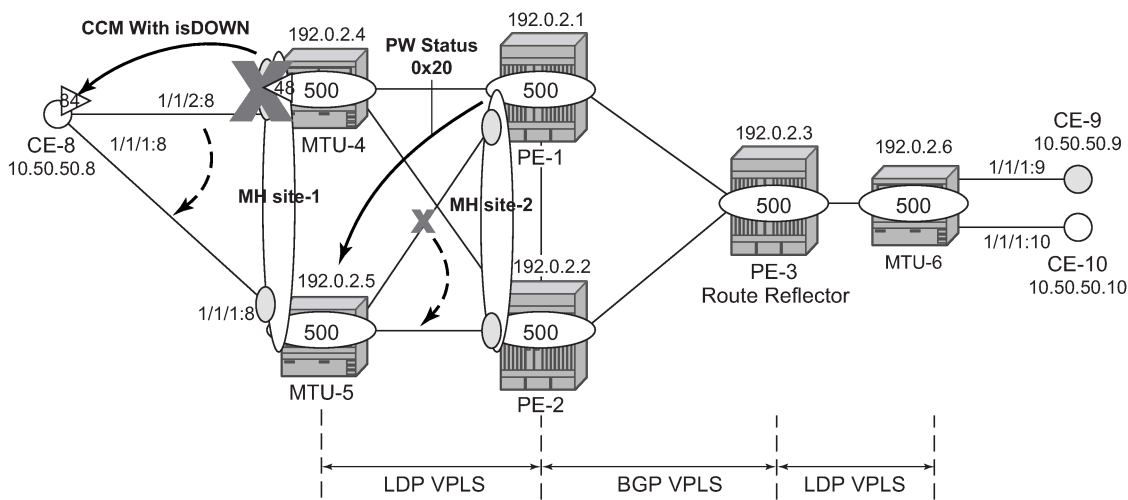 192.0.2.1
CCM With isDOWN
192.0.2.4
PW Status
0x20
84
1/1/2:8
48
500
500
CE-8
10.50.50.8
1/1/1:8
MTU-4
PE-1
192.0.2.3
192.0.2.6
CE-9
10.50.50.9
1/1/1:9
MH site-1
MH site-2
500
500
1/1/1:10
CE-10
10.50.50.10
MTU-6
PE-3
Route Reflector
192.0.2.5
192.0.2.2
1/1/1:8
500
500
MTU-5
PE-2
LDP VPLS
BGP VPLS
LDP VPLS